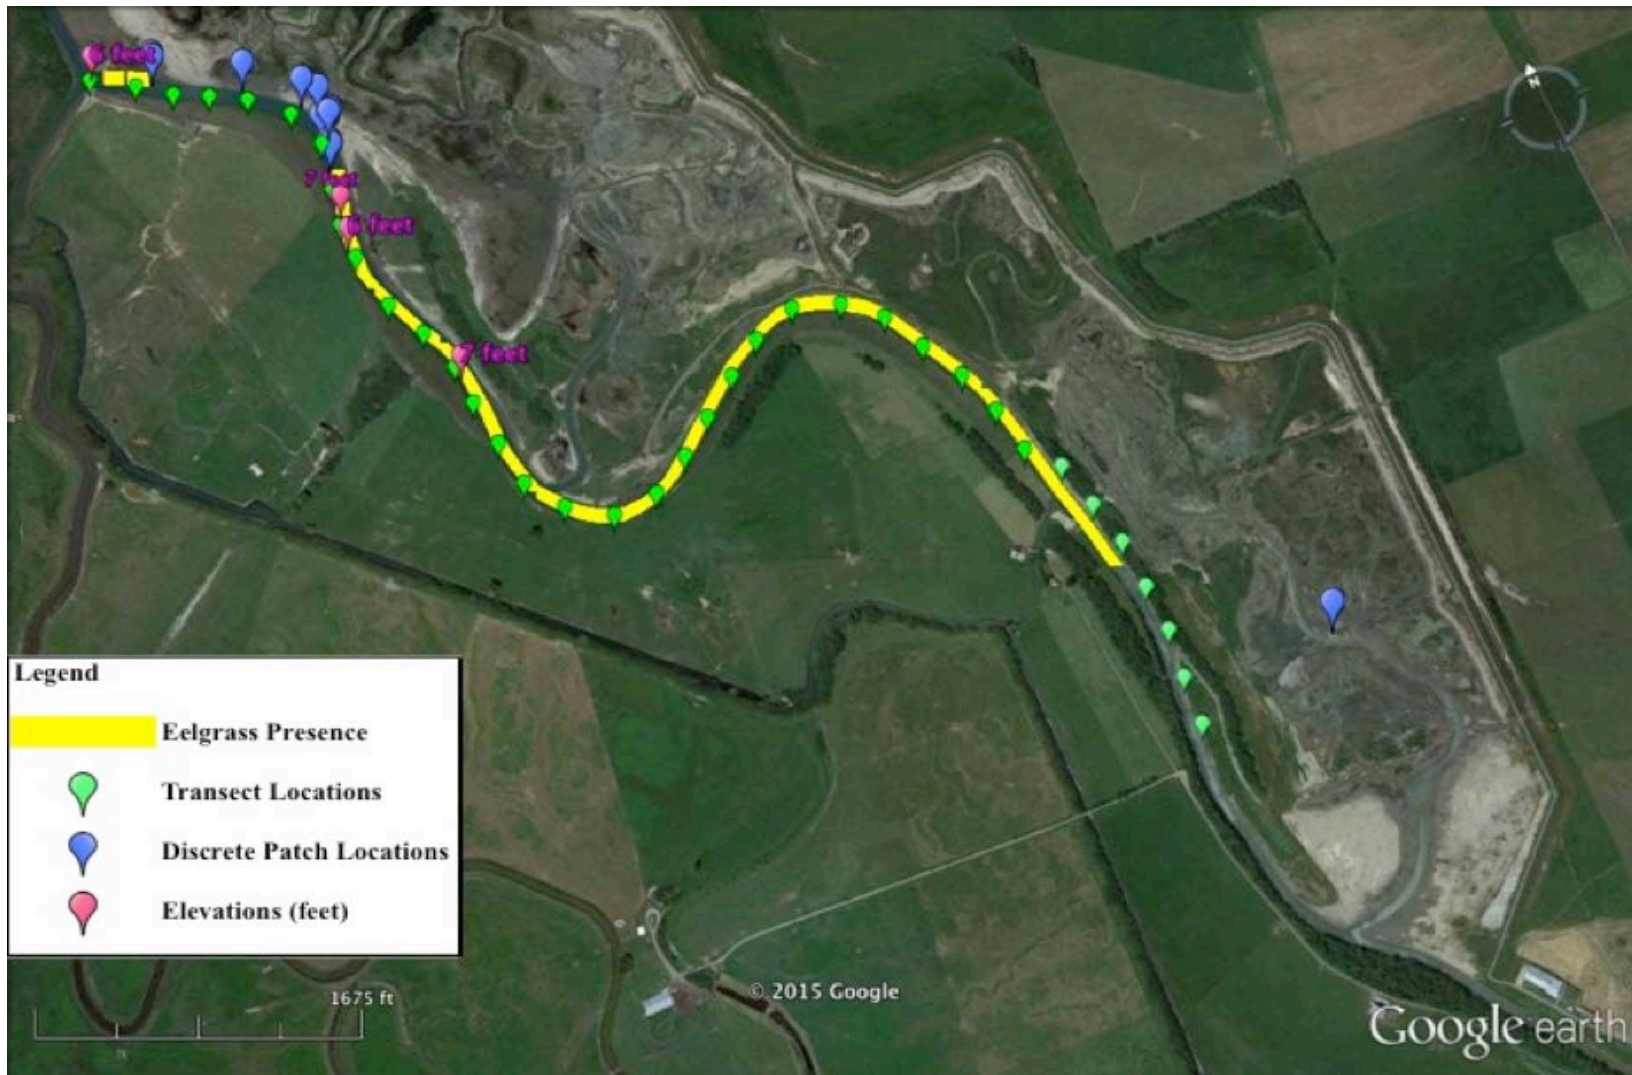 6 feet
7 feet
6 feet
7 feet
N
Legend
Eelgrass Presence
Transect Locations
Discrete Patch Locations
Elevations (feet)
1675 ft
© 2015 Google
Google earth